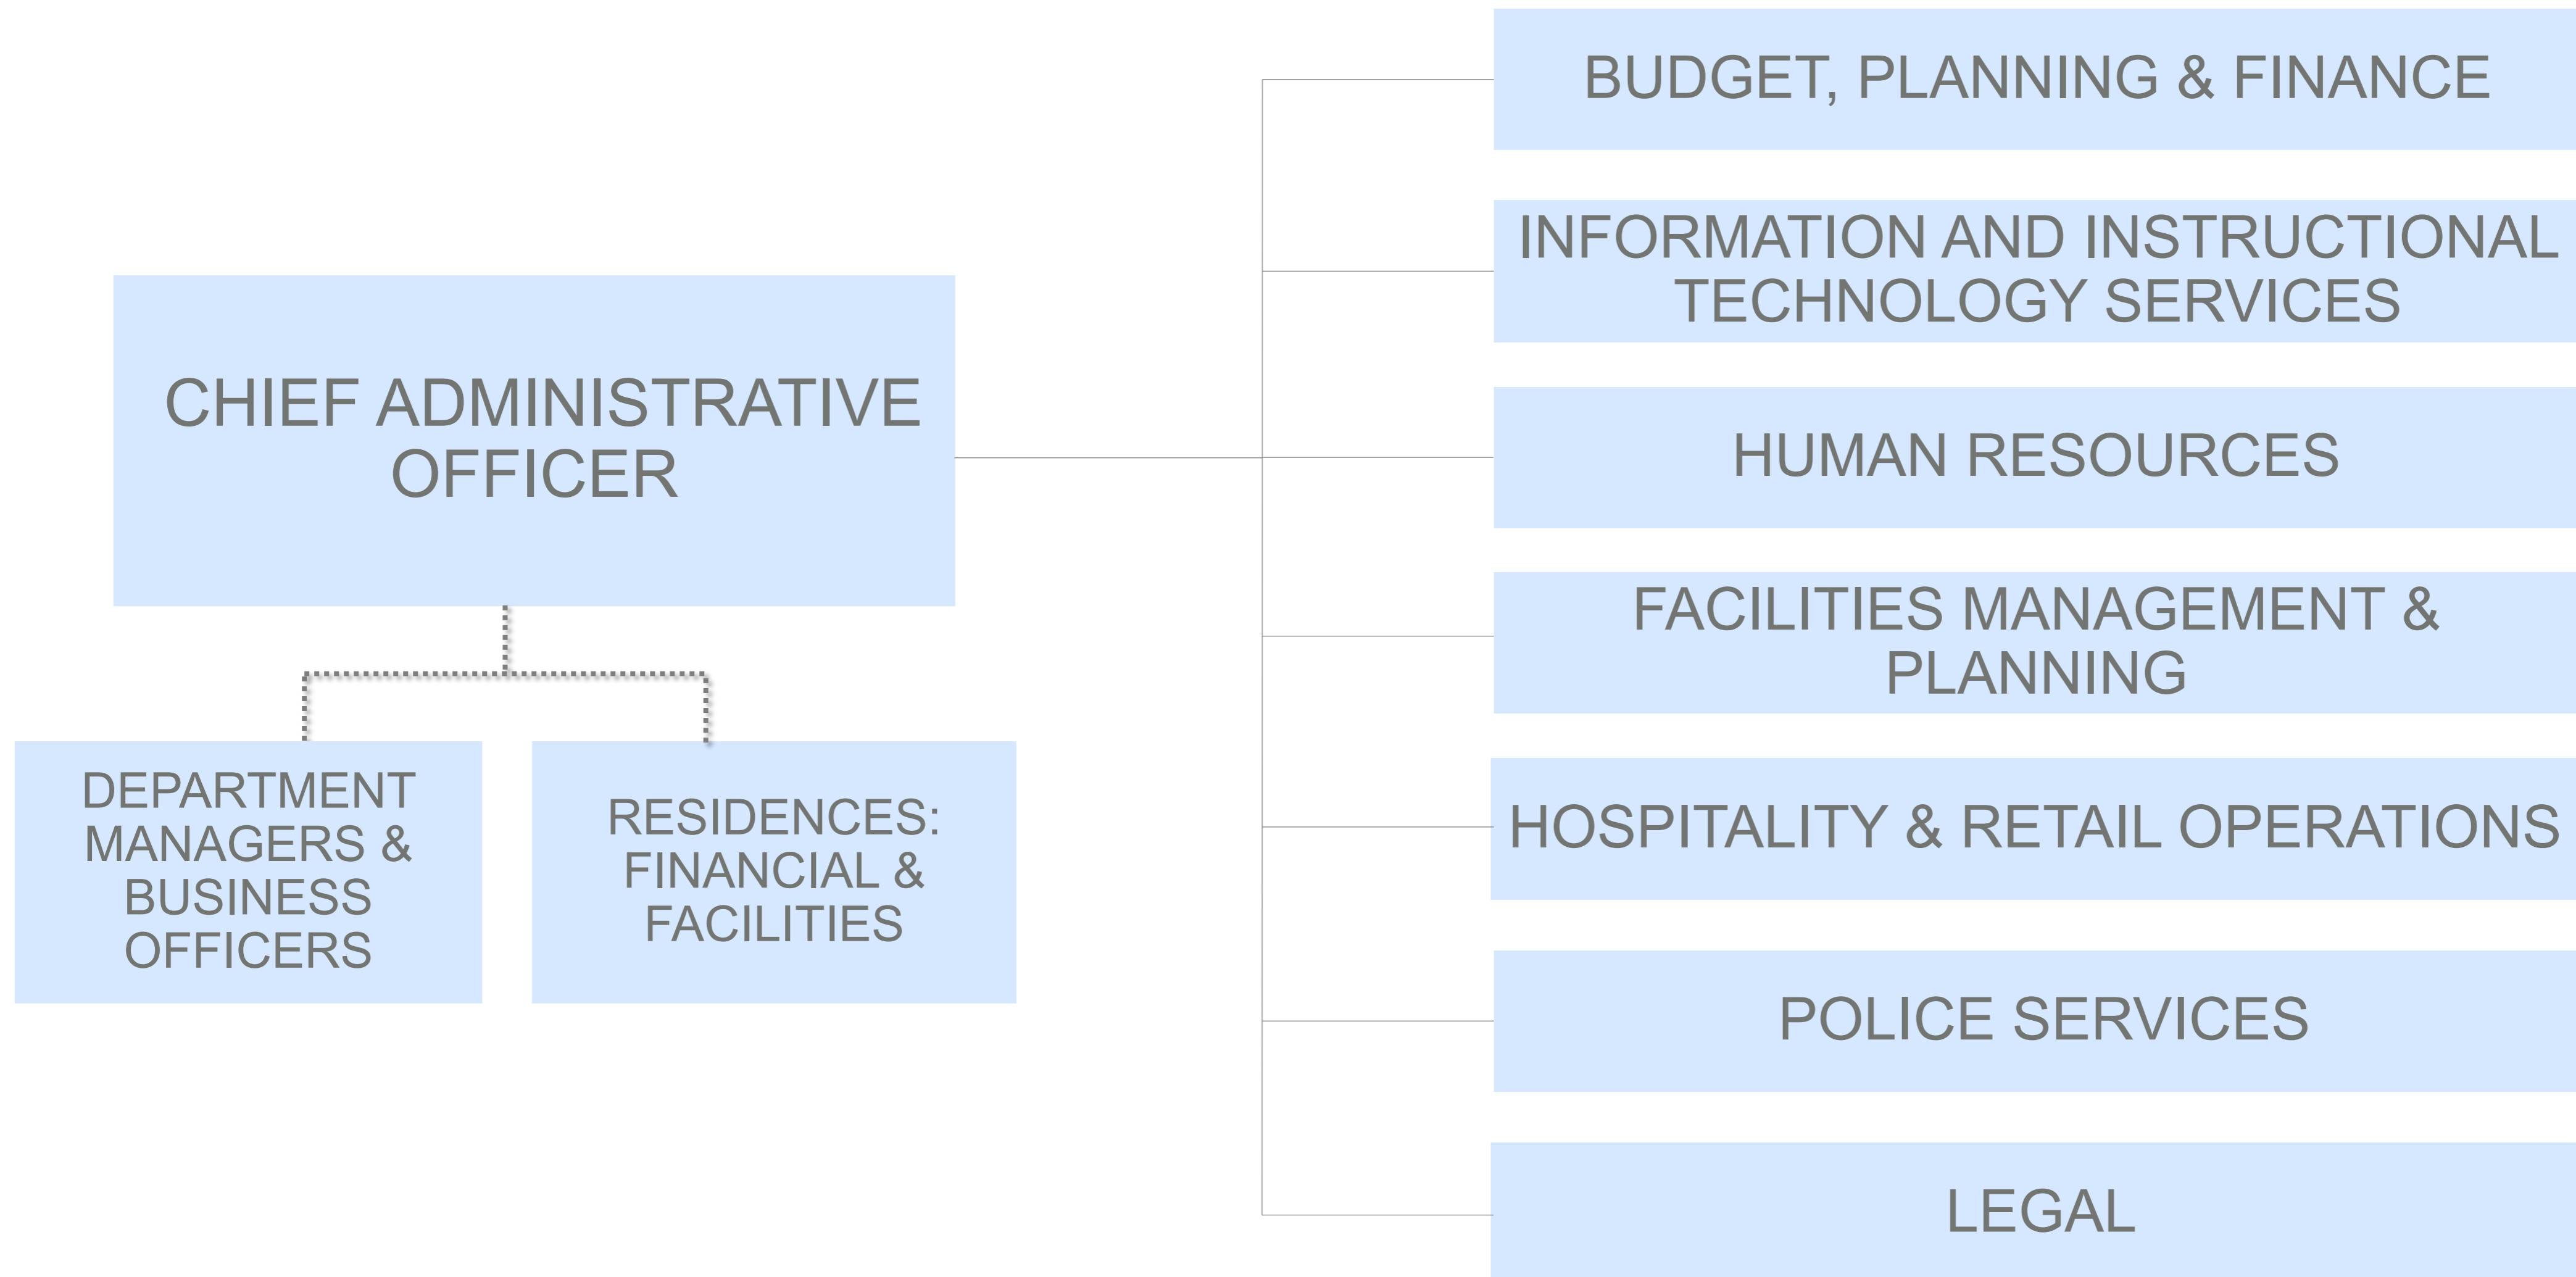 CHIEF ADMINISTRATIVE
OFFICER
DEPARTMENT
MANAGERS &
BUSINESS
OFFICERS
RESIDENCES:
FINANCIAL &
FACILITIES
BUDGET, PLANNING & FINANCE
INFORMATION AND INSTRUCTIONAL
TECHNOLOGY SERVICES
HUMAN RESOURCES
FACILITIES MANAGEMENT &
PLANNING
HOSPITALITY & RETAIL OPERATIONS
POLICE SERVICES
LEGAL